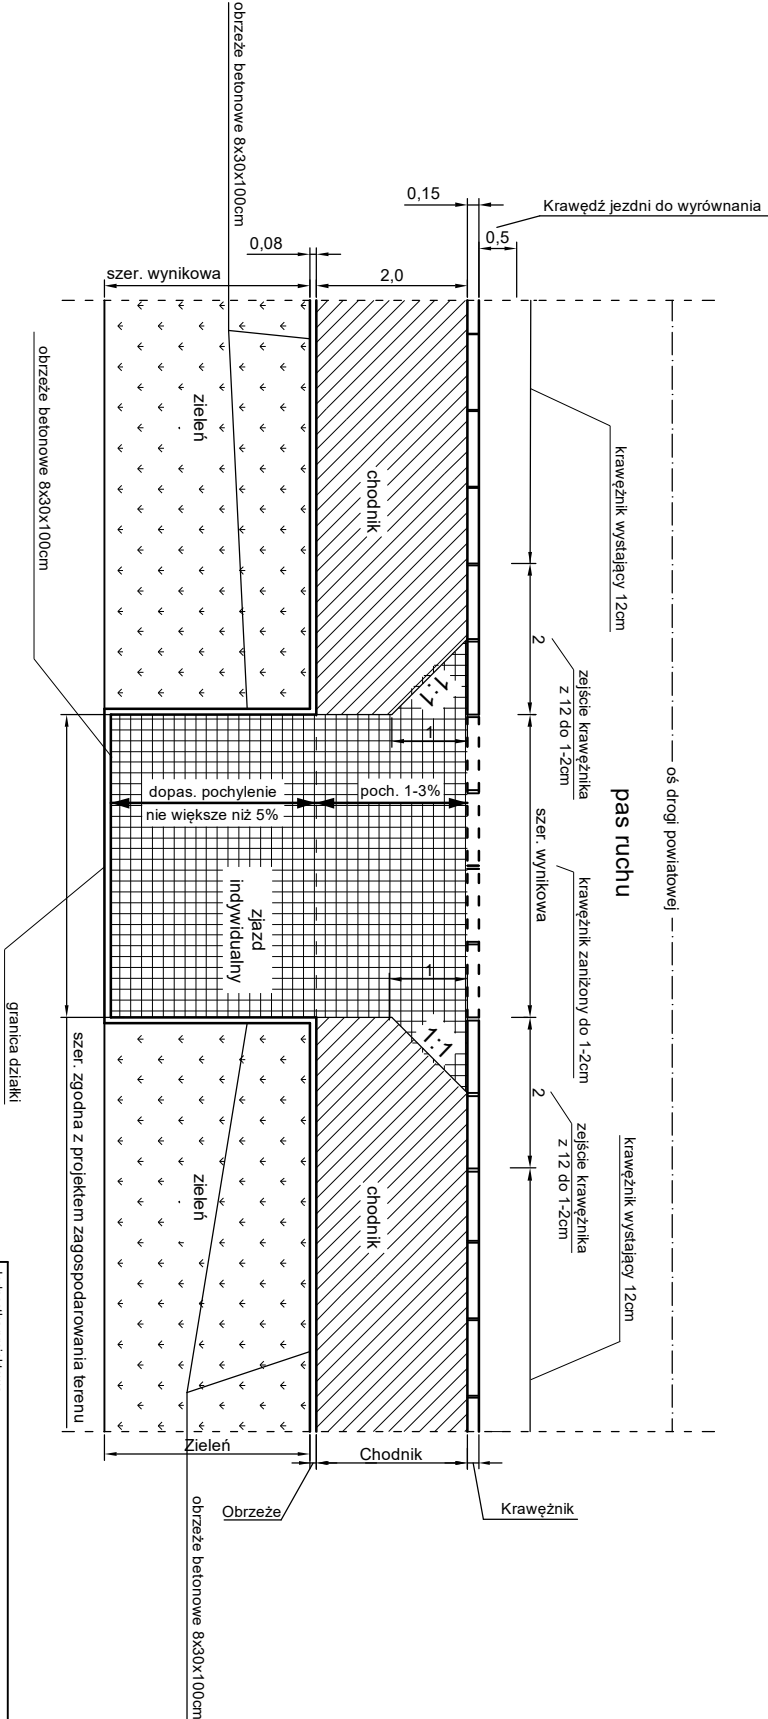 obrzeże betonowe 8x30x100cm
0,15
Krawędź jezdni do wyrównania
0,5
0,08
szer. wynikowa
2,0
obrzeże betonowe 8x30x100cm
zieleń
chodnik
krawężnik wystający 12cm
2
zejście krawężnika
z 12 do 1-2cm
oś drogi powiatowej
pas ruchu
1:1
1
dopas. pochylenie
nie większe niż 5%
poch. 1-3%
szer. wynikowa
krawężnik zaniżony do 1-2cm
zjazd
indywidualny
1
1:1
granica działki
szer. zgodna z projektem zagospodarowania terenu
zieleń
chodnik
2
zejście krawężnika
z 12 do 1-2cm
krawężnik wystający 12cm
Zieleń
Chodnik
Obrzeże
Krawężnik
obrzeże betonowe 8x30x100cm